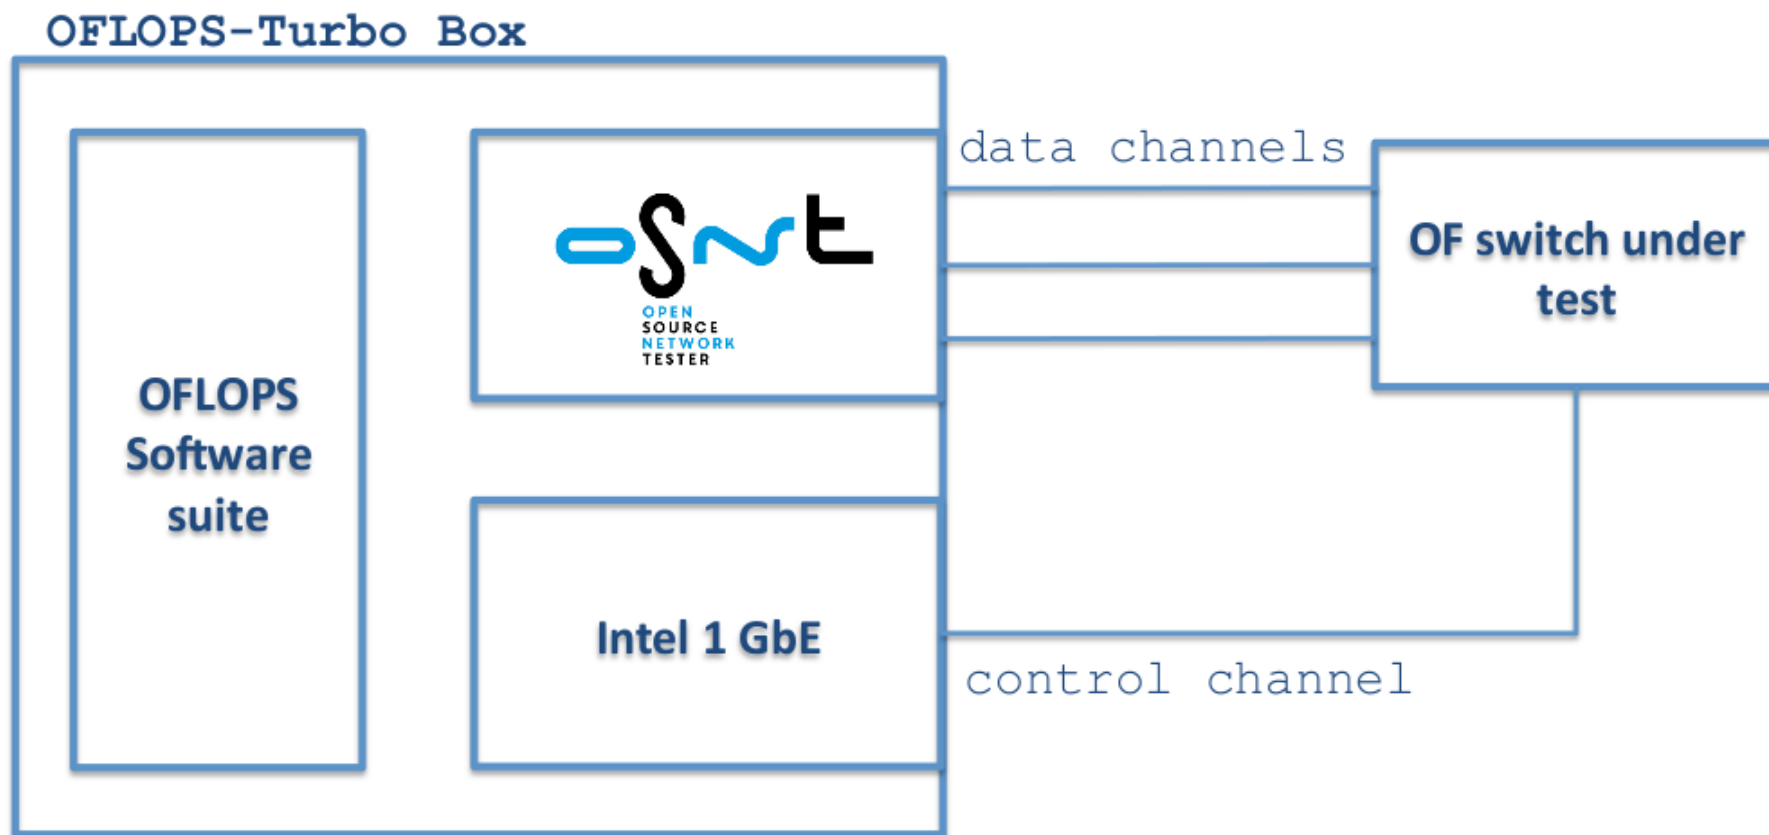 OFLOPS-Turbo Box
data channels
osnt
OPEN
SOURCE
NETWORK
TESTER
OF switch under
test
OFLOPS
Software
suite
Intel 1 GbE
control channel